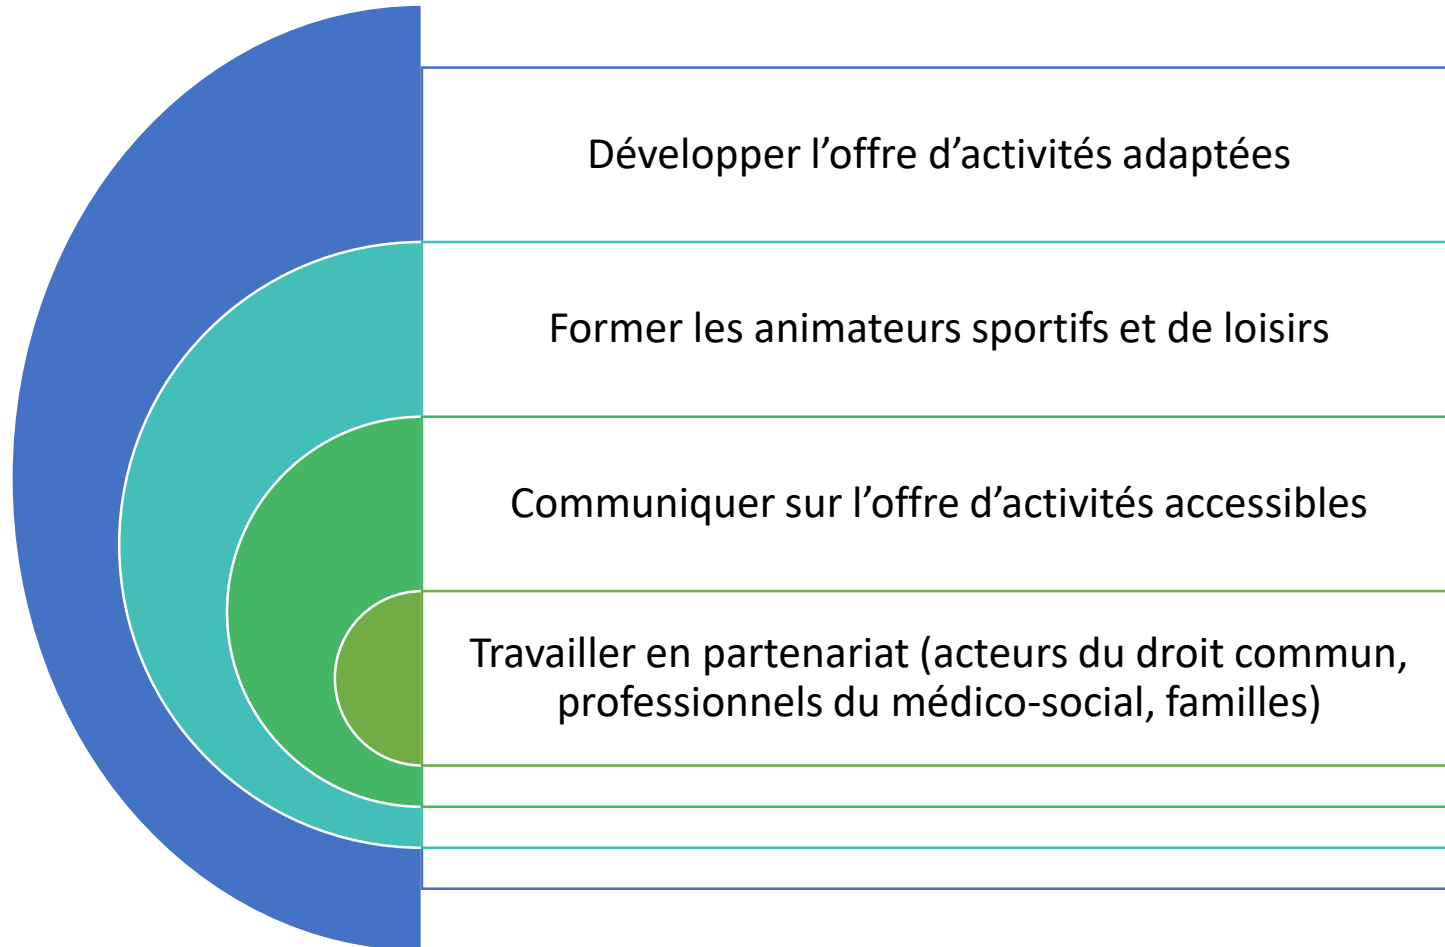 Développer l’offre d’activités adaptées
Former les animateurs sportifs et de loisirs
Communiquer sur l’offre d’activités accessibles
Travailler en partenariat (acteurs du droit commun,
professionnels du médico-social, familles)